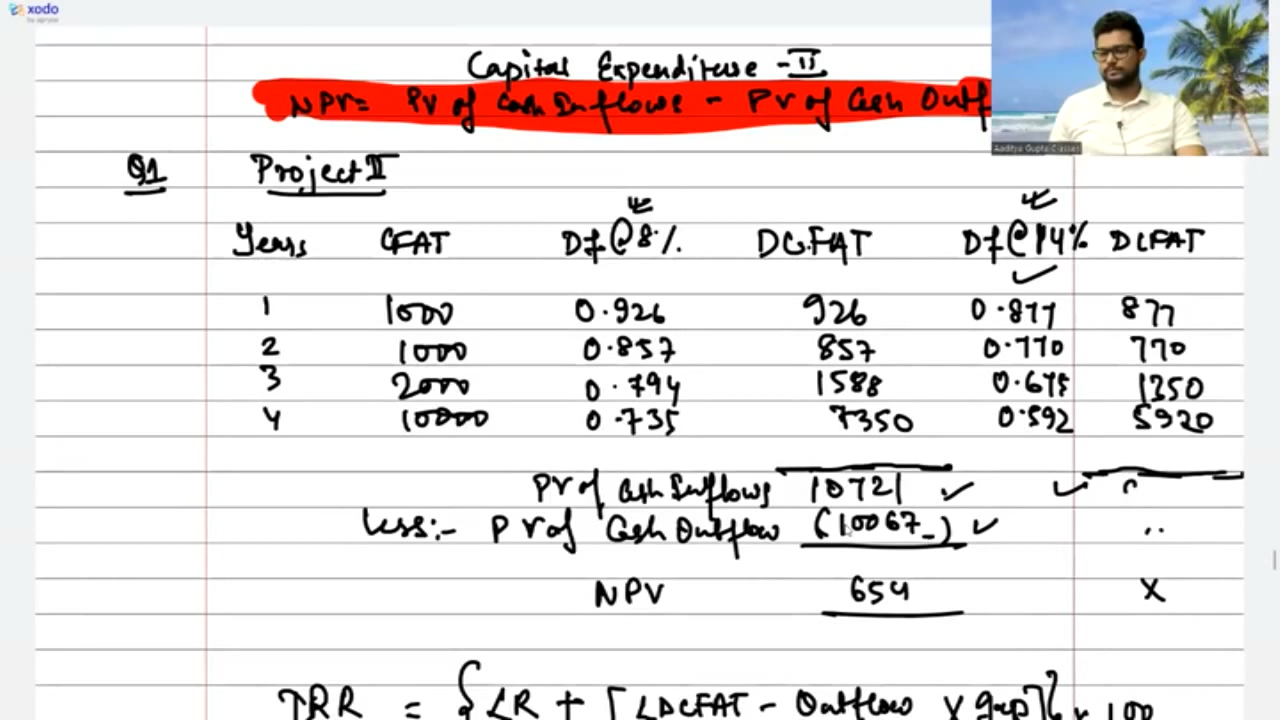 xodo
by apryse
Capital Expenditure - II
NPV = PV of Cash Inflows - PV of Cash Outf
Aaditya Gupta Classes
Q1 Project II
Years CFAT Df@8% DCFAT Df@14% DCFAT
1 1000 0.926 926 0.877 877
2 1000 0.857 857 0.770 770
3 2000 0.794 1588 0.675 1350
4 10000 0.735 7350 0.592 5920
PV of Cash Inflows 10721
Less:- PV of Cash Outflow (10067)
NPV 654 X
IRR = { LR + [ LDCFAT - Outflow X gap ] } x 100